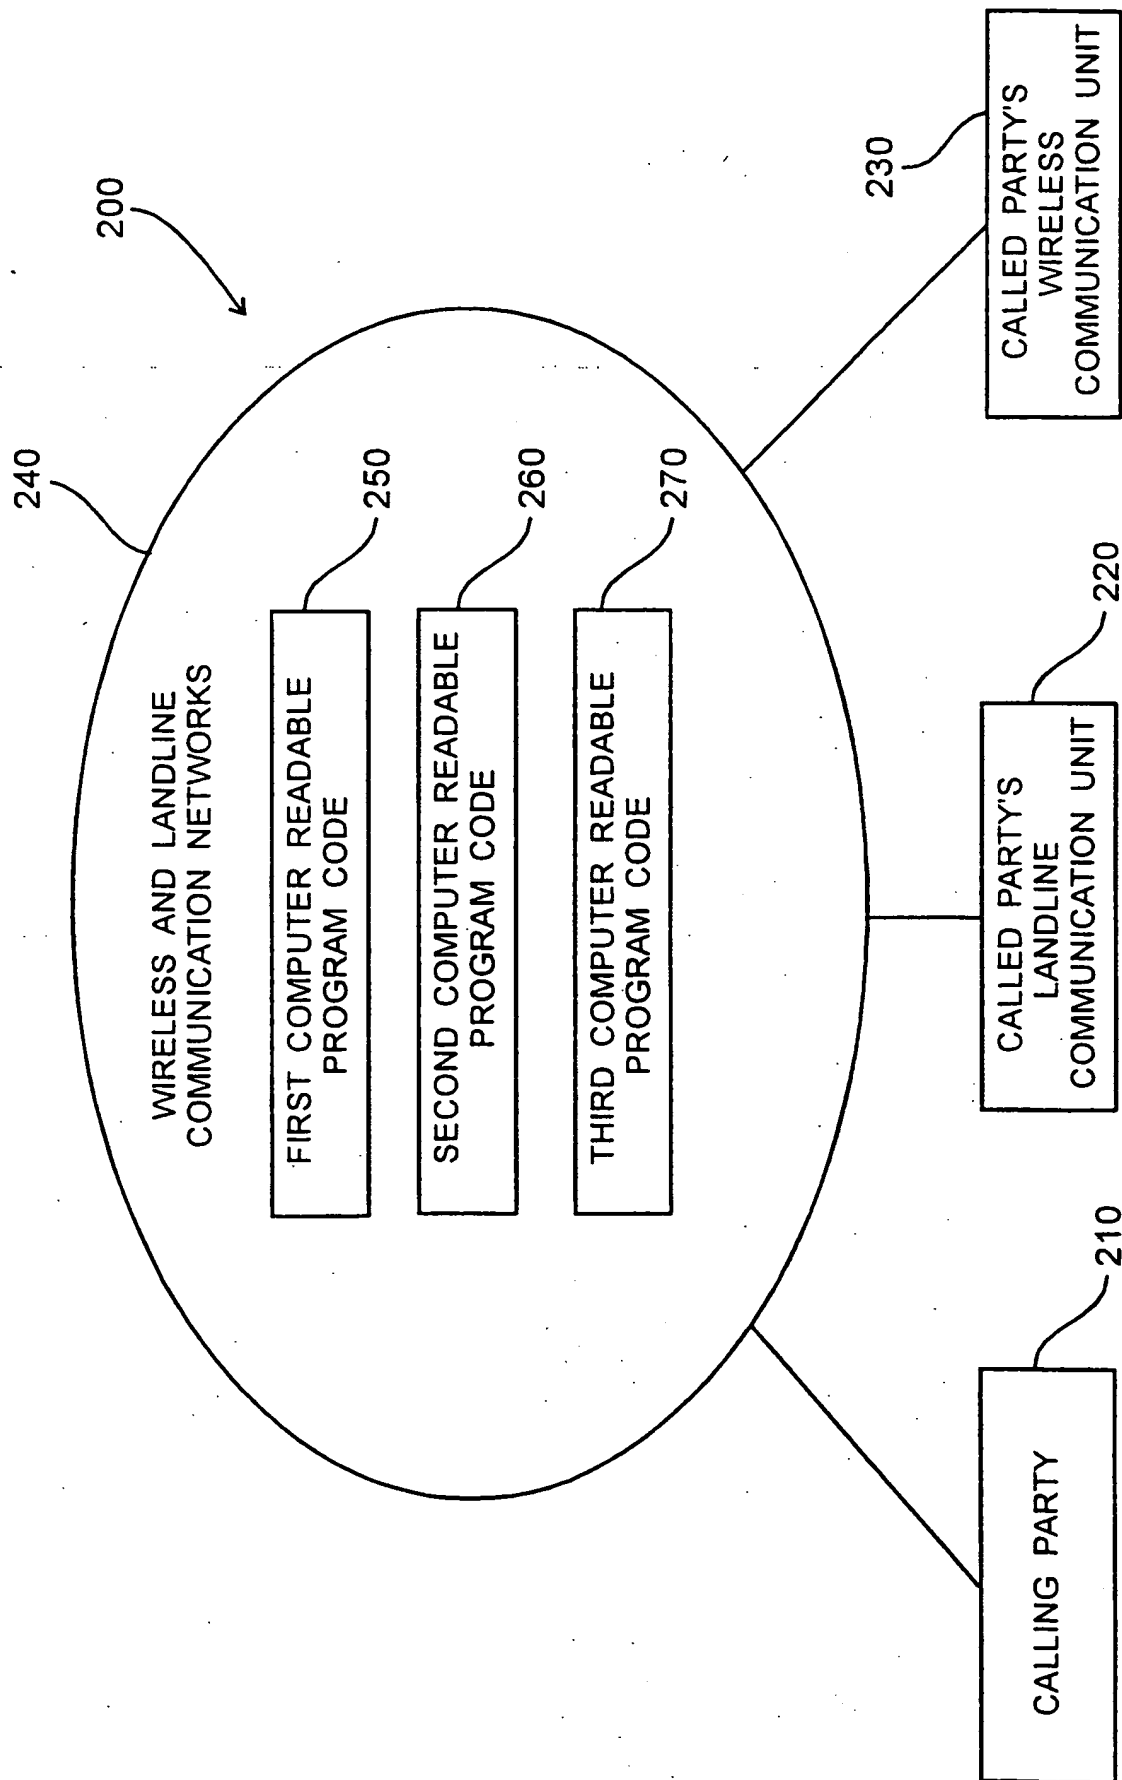 200
240
WIRELESS AND LANDLINE
COMMUNICATION NETWORKS
FIRST COMPUTER READABLE
PROGRAM CODE
250
SECOND COMPUTER READABLE
PROGRAM CODE
260
THIRD COMPUTER READABLE
PROGRAM CODE
270
CALLING PARTY
210
CALLED PARTY'S
LANDLINE
COMMUNICATION UNIT
220
CALLED PARTY'S
WIRELESS
COMMUNICATION UNIT
230